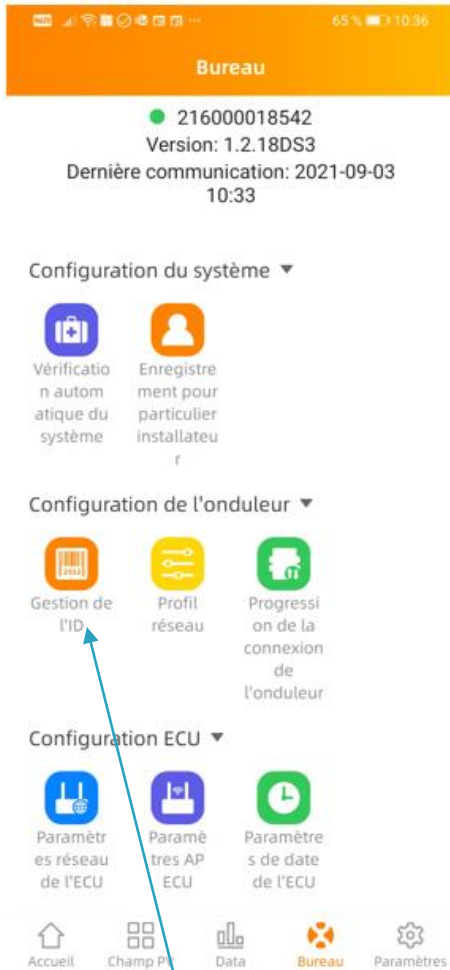 65 % 10:36
Bureau
216000018542
Version: 1.2.18DS3
Dernière communication: 2021-09-03
10:33
Configuration du système
Vérificatio
n autom
atique du
système
Enregistre
ment pour
particulier
installateu
r
Configuration de l'onduleur
Gestion de
l'ID
Profil
réseau
Progressi
on de la
connexion
de
l'onduleur
Configuration ECU
Paramètr
es réseau
de l'ECU
Paramè
tres AP
ECU
Paramètre
s de date
de l'ECU
Accueil Champ PV Data Bureau Paramètres